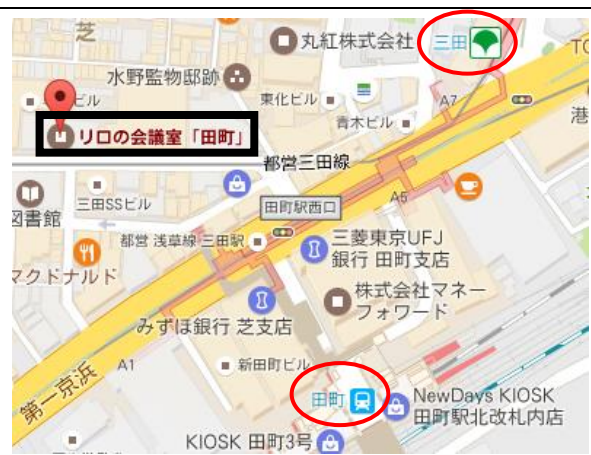 芝
丸紅株式会社
三田
TO
水野監物邸跡
ビル
東化ビル
A7
港
青木ビル
リロの会議室「田町」
都営三田線
三田SSビル
図書館
田町駅西口
A5
都営 浅草線 三田駅
三菱東京UFJ
銀行 田町支店
マクドナルド
株式会社マネー
フォワード
みずほ銀行 芝支店
A1
新田町ビル
第一京浜
田町
NewDays KIOSK
田町駅北改札内店
KIOSK 田町3号